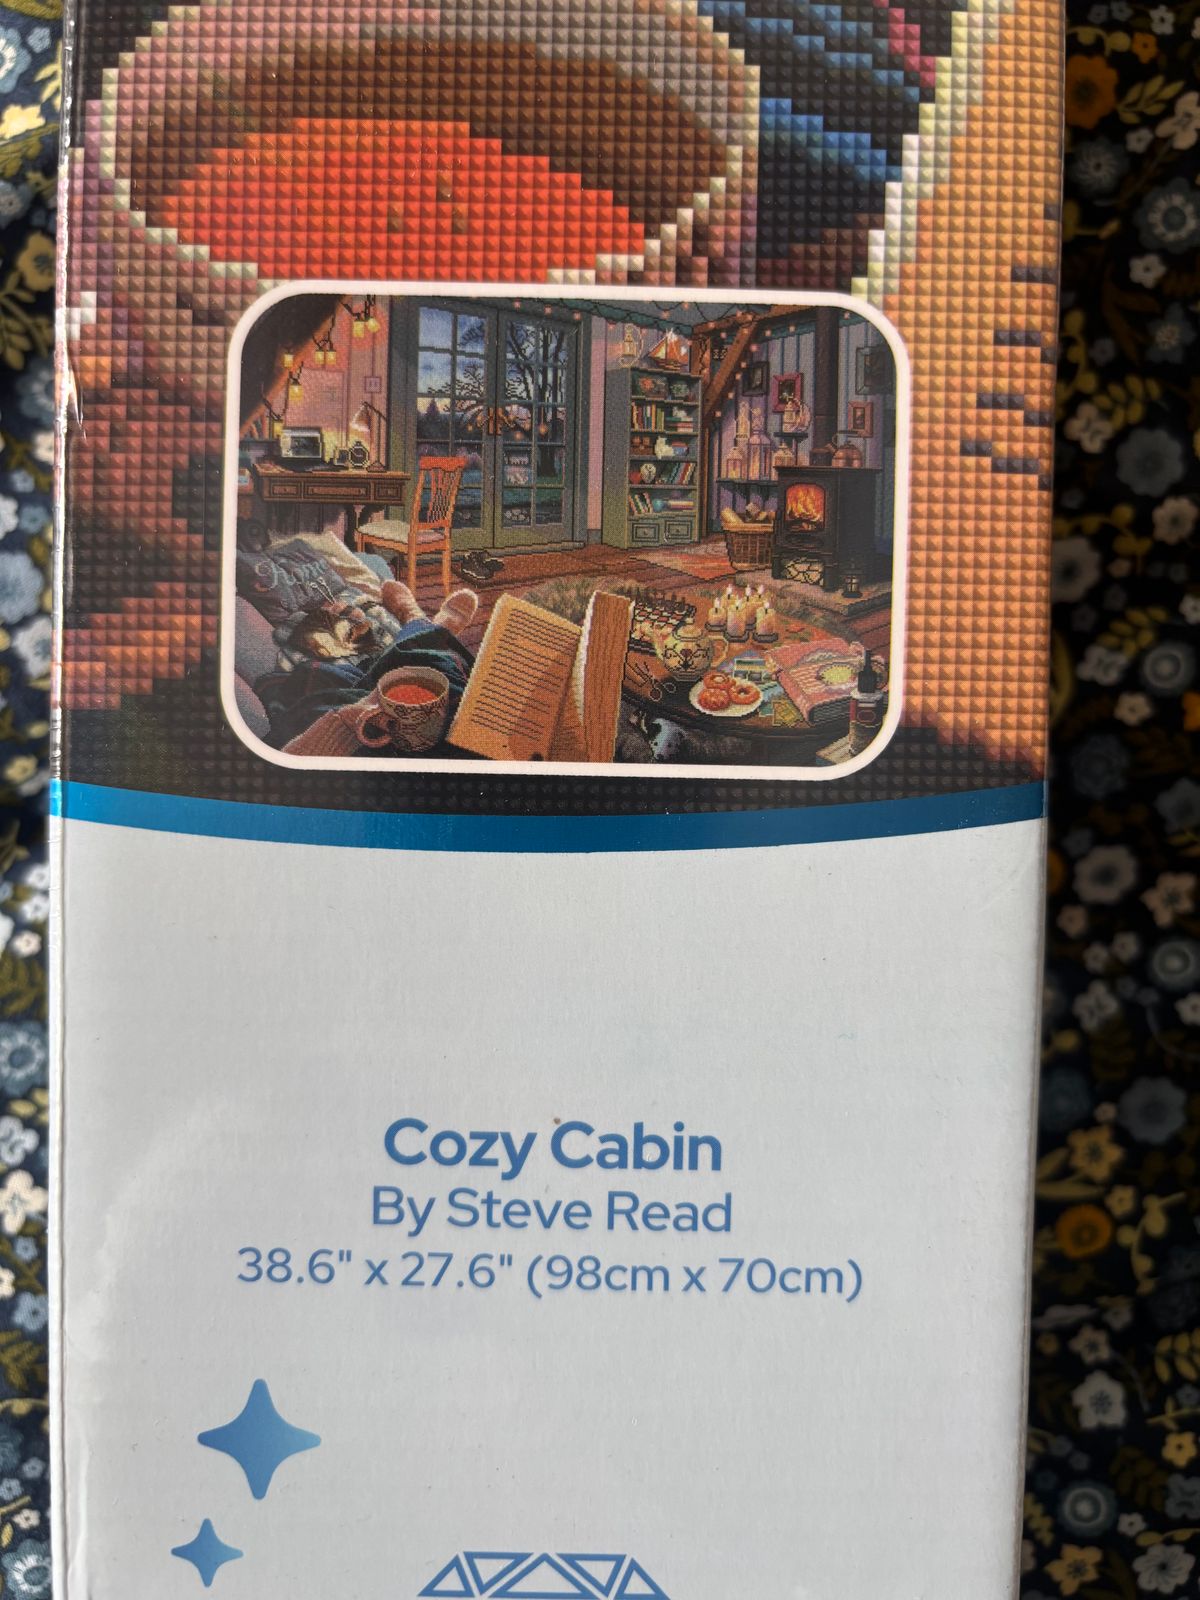 Cozy Cabin
By Steve Read
38.6" x 27.6" (98cm x 70cm)